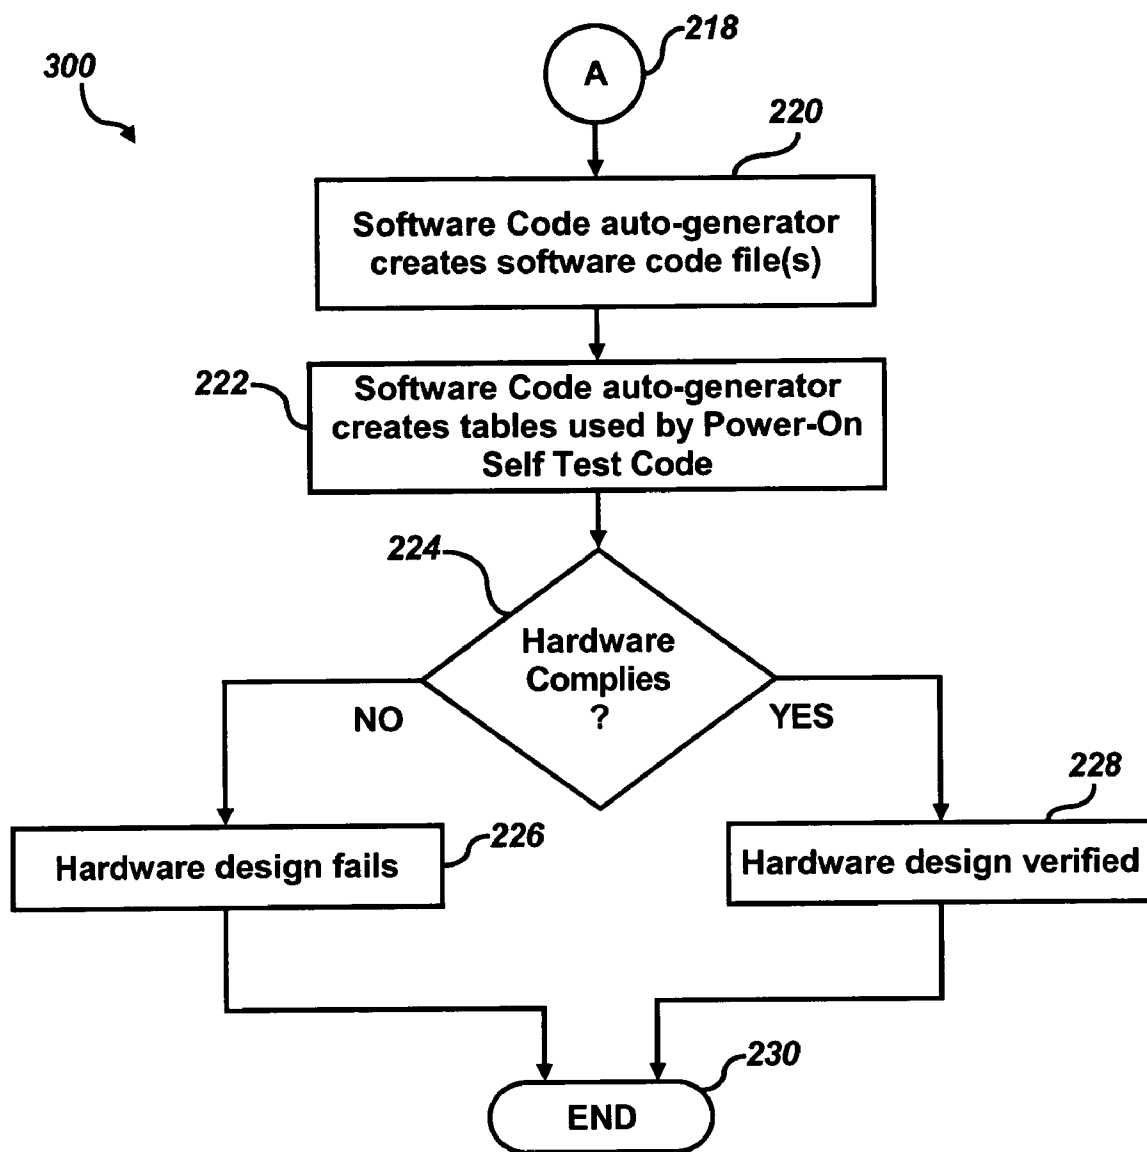 218
A
300
220
Software Code auto-generator
creates software code file(s)
222
Software Code auto-generator
creates tables used by Power-On
Self Test Code
224
Hardware
Complies
?
NO
YES
228
226
Hardware design fails
Hardware design verified
230
END